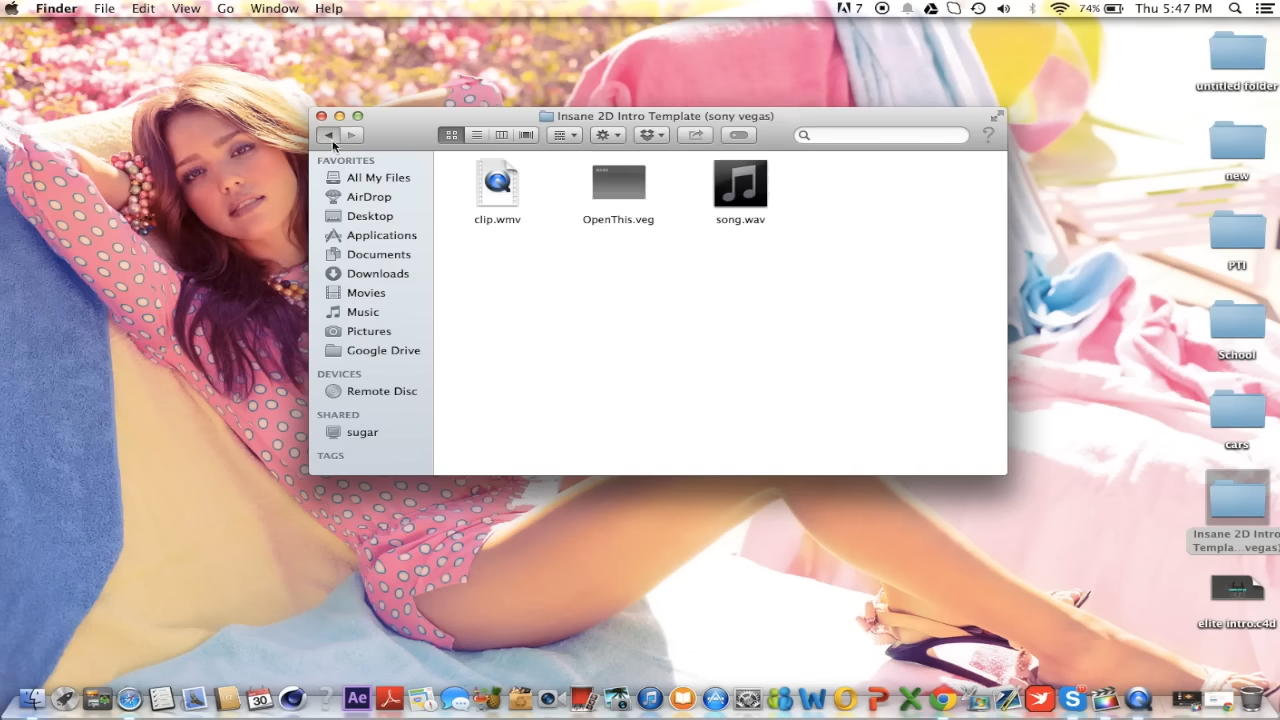 Finder File Edit View Go Window Help
7 74% Thu 5:47 PM
Insane 2D Intro Template (sony vegas)
FAVORITES
All My Files
AirDrop
Desktop
Applications
Documents
Downloads
Movies
Music
Pictures
Google Drive
DEVICES
Remote Disc
SHARED
sugar
TAGS
clip.wmv
OpenThis.veg
song.wav
untitled folder
new
PTI
School
cars
Insane 2D Intro
Templa...vegas)
elite intro.c4d
30
Ae
W
O
P
X
S